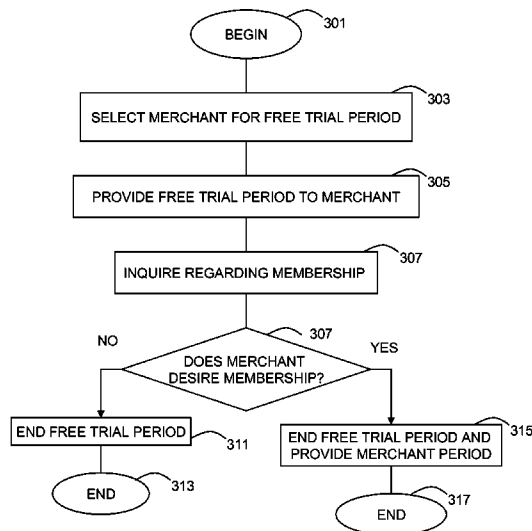 BEGIN
301
303
SELECT MERCHANT FOR FREE TRIAL PERIOD
305
PROVIDE FREE TRIAL PERIOD TO MERCHANT
307
INQUIRE REGARDING MEMBERSHIP
307
NO
YES
DOES MERCHANT
DESIRE MEMBERSHIP?
END FREE TRIAL PERIOD
311
END
313
END FREE TRIAL PERIOD AND
PROVIDE MERCHANT PERIOD
315
END
317